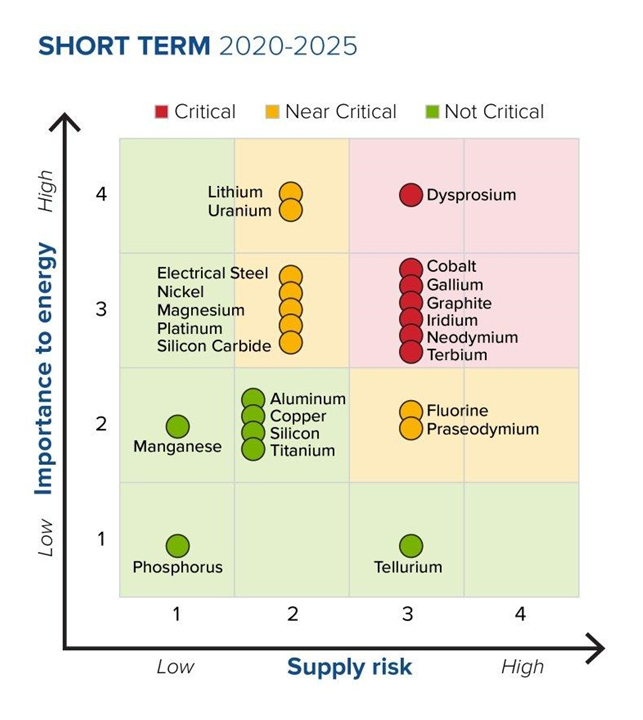 SHORT TERM 2020-2025
Critical Near Critical Not Critical
High
4
Lithium
Uranium
Dysprosium
Importance to energy
3
Electrical Steel
Nickel
Magnesium
Platinum
Silicon Carbide
Cobalt
Gallium
Graphite
Iridium
Neodymium
Terbium
2
Manganese
Aluminum
Copper
Silicon
Titanium
Fluorine
Praseodymium
Low
1
Phosphorus
Tellurium
1 2 3 4
Low Supply risk High